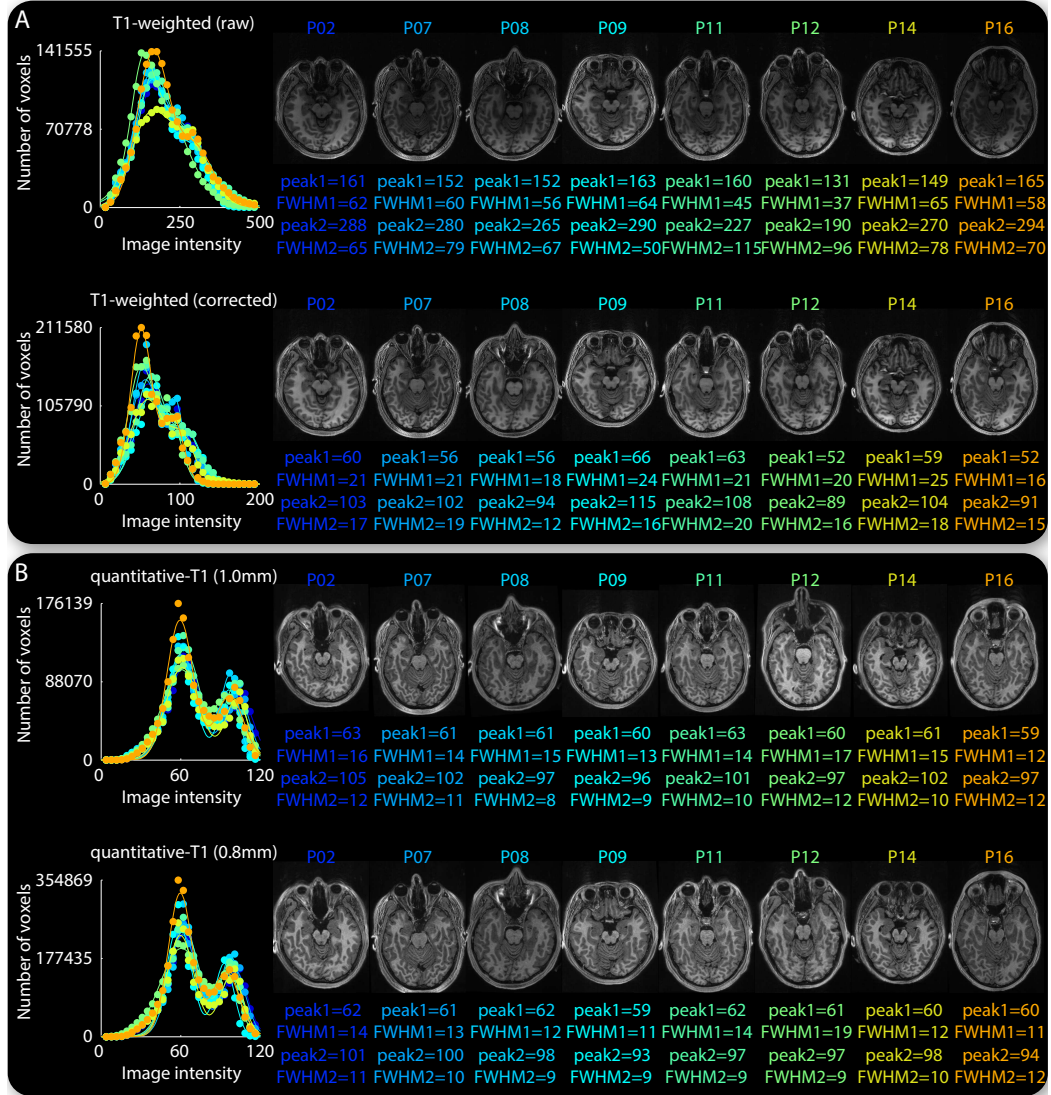 A
T1-weighted (raw)
P02 P07 P08 P09 P11 P12 P14 P16
141555
70778
0
Number of voxels
0 250 500
Image intensity
peak1=161 peak1=152 peak1=152 peak1=163 peak1=160 peak1=131 peak1=149 peak1=165
FWHM1=62 FWHM1=60 FWHM1=56 FWHM1=64 FWHM1=45 FWHM1=37 FWHM1=65 FWHM1=58
peak2=288 peak2=280 peak2=265 peak2=290 peak2=227 peak2=190 peak2=270 peak2=294
FWHM2=65 FWHM2=79 FWHM2=67 FWHM2=50 FWHM2=115 FWHM2=96 FWHM2=78 FWHM2=70
T1-weighted (corrected)
P02 P07 P08 P09 P11 P12 P14 P16
211580
105790
0
Number of voxels
0 100 200
Image intensity
peak1=60 peak1=56 peak1=56 peak1=66 peak1=63 peak1=52 peak1=59 peak1=52
FWHM1=21 FWHM1=21 FWHM1=18 FWHM1=24 FWHM1=21 FWHM1=20 FWHM1=25 FWHM1=16
peak2=103 peak2=102 peak2=94 peak2=115 peak2=108 peak2=89 peak2=104 peak2=91
FWHM2=17 FWHM2=19 FWHM2=12 FWHM2=16 FWHM2=20 FWHM2=16 FWHM2=18 FWHM2=15
B
quantitative-T1 (1.0mm)
P02 P07 P08 P09 P11 P12 P14 P16
176139
88070
0
Number of voxels
0 60 120
Image intensity
peak1=63 peak1=61 peak1=61 peak1=60 peak1=63 peak1=60 peak1=61 peak1=59
FWHM1=16 FWHM1=14 FWHM1=15 FWHM1=13 FWHM1=14 FWHM1=17 FWHM1=15 FWHM1=12
peak2=105 peak2=102 peak2=97 peak2=96 peak2=101 peak2=97 peak2=102 peak2=97
FWHM2=12 FWHM2=11 FWHM2=8 FWHM2=9 FWHM2=10 FWHM2=12 FWHM2=10 FWHM2=12
quantitative-T1 (0.8mm)
P02 P07 P08 P09 P11 P12 P14 P16
354869
177435
0
Number of voxels
0 60 120
Image intensity
peak1=62 peak1=61 peak1=62 peak1=59 peak1=62 peak1=61 peak1=60 peak1=60
FWHM1=14 FWHM1=13 FWHM1=12 FWHM1=11 FWHM1=14 FWHM1=19 FWHM1=12 FWHM1=11
peak2=101 peak2=100 peak2=98 peak2=93 peak2=97 peak2=97 peak2=98 peak2=94
FWHM2=11 FWHM2=10 FWHM2=9 FWHM2=9 FWHM2=9 FWHM2=9 FWHM2=10 FWHM2=12